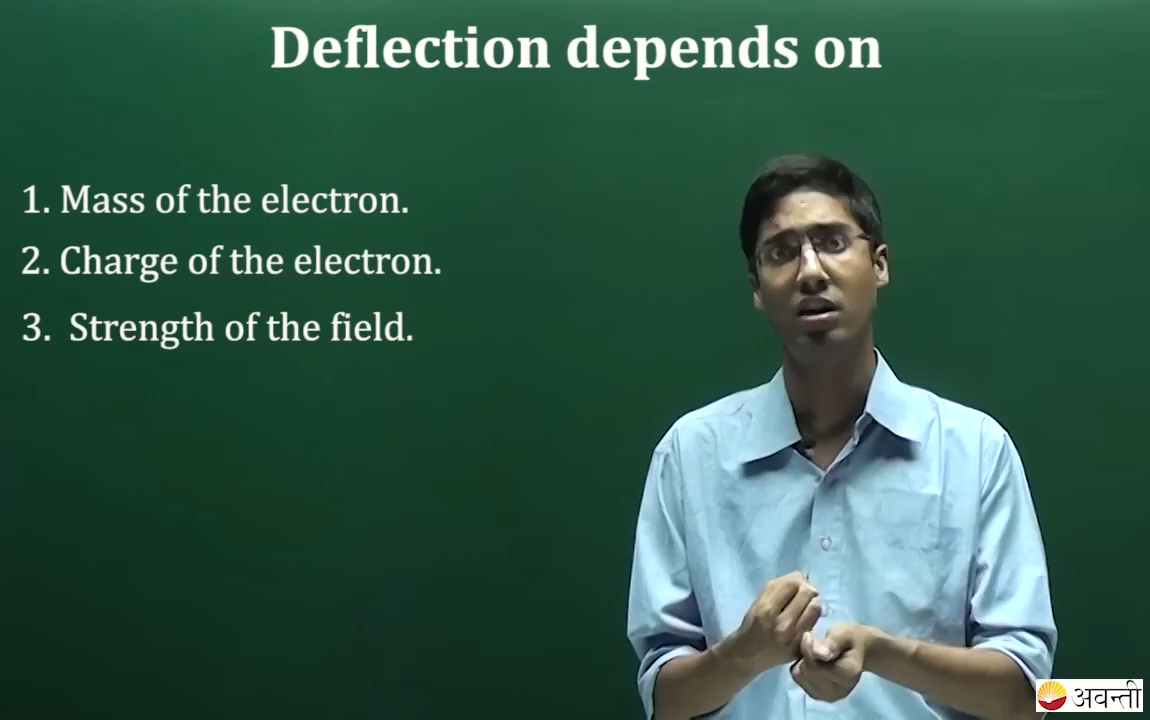 Deflection depends on
1. Mass of the electron.
2. Charge of the electron.
3. Strength of the field.
अवन्ती